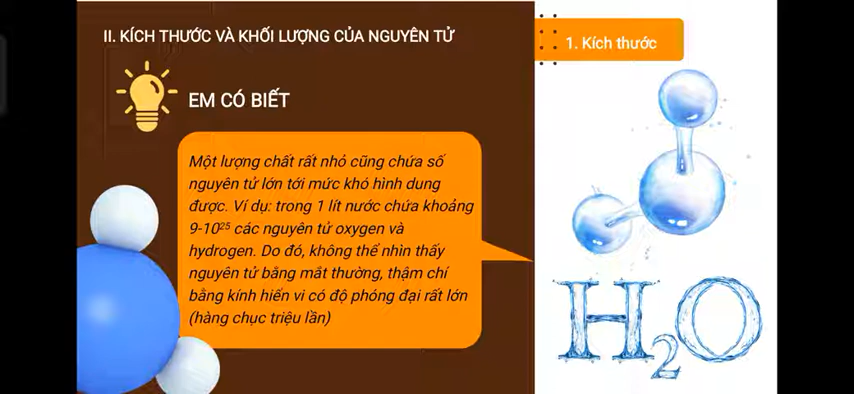 II. KÍCH THƯỚC VÀ KHỐI LƯỢNG CỦA NGUYÊN TỬ
1. Kích thước
EM CÓ BIẾT
Một lượng chất rất nhỏ cũng chứa số
nguyên tử lớn tới mức khó hình dung
được. Ví dụ: trong 1 lít nước chứa khoảng
9-10²⁵ các nguyên tử oxygen và
hydrogen. Do đó, không thể nhìn thấy
nguyên tử bằng mắt thường, thậm chí
bằng kính hiển vi có độ phóng đại rất lớn
(hàng chục triệu lần)
H₂O